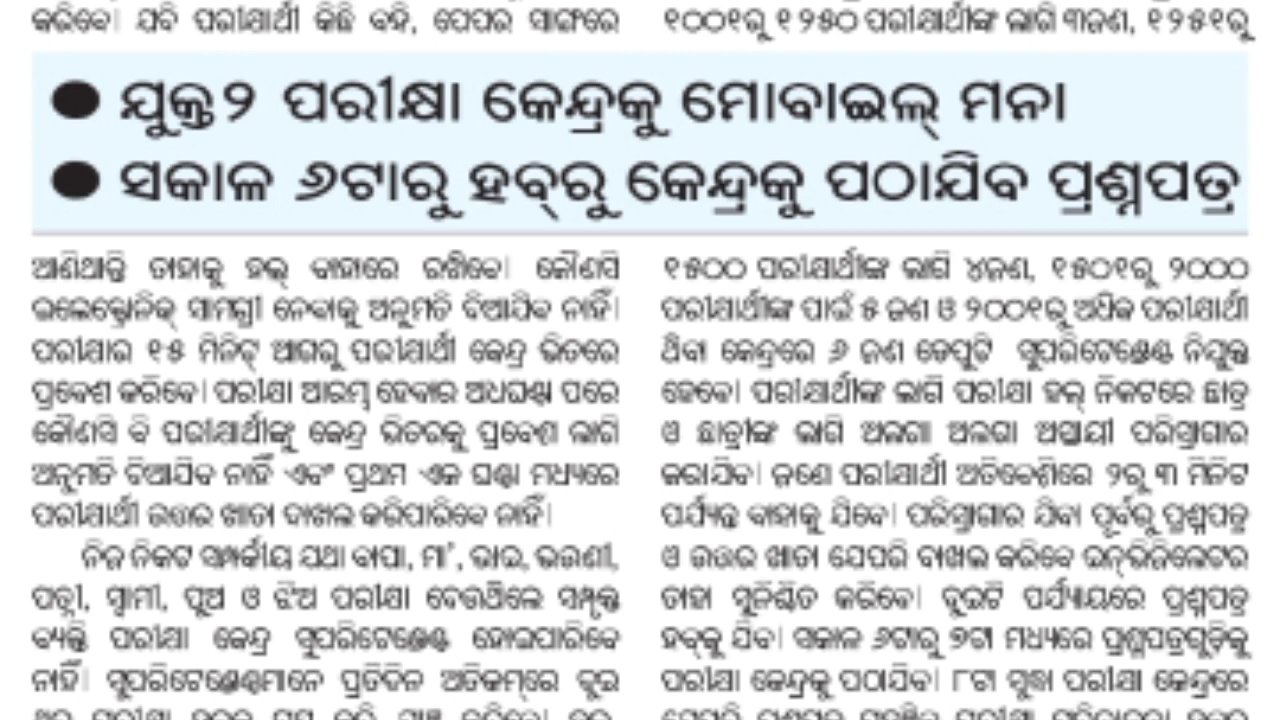 କରିବେ। ଯଦି ପରୀକ୍ଷାର୍ଥୀ କିଛି ବହି, ପେପର ସାଙ୍ଗରେ
୧୦୦୧ରୁ ୧୨୫୦ ପରୀକ୍ଷାର୍ଥୀଙ୍କ ଲାଗି ୩ଜଣ, ୧୨୫୧ରୁ
● ଯୁକ୍ତ୨ ପରୀକ୍ଷା କେନ୍ଦ୍ରକୁ ମୋବାଇଲ୍ ମନା
● ସକାଳ ୬ଟାରୁ ହବ୍‌ରୁ କେନ୍ଦ୍ରକୁ ପଠାଯିବ ପ୍ରଶ୍ନପତ୍ର
ଆଣିଥାନ୍ତି ତାହାକୁ ହଲ୍ ବାହାରେ ରଖିବେ। କୌଣସି
ଇଲେକ୍ଟ୍ରୋନିକ୍ ସାମଗ୍ରୀ ନେବାକୁ ଅନୁମତି ଦିଆଯିବ ନାହିଁ।
ପରୀକ୍ଷାର ୧୫ ମିନିଟ୍ ଆଗରୁ ପରୀକ୍ଷାର୍ଥୀ କେନ୍ଦ୍ର ଭିତରେ
ପ୍ରବେଶ କରିବେ। ପରୀକ୍ଷା ଆରମ୍ଭ ହେବାର ଅଧଘଣ୍ଟା ପରେ
କୌଣସି ବି ପରୀକ୍ଷାର୍ଥୀଙ୍କୁ କେନ୍ଦ୍ର ଭିତରକୁ ପ୍ରବେଶ ଲାଗି
ଅନୁମତି ଦିଆଯିବ ନାହିଁ ଏବଂ ପ୍ରଥମ ଏକ ଘଣ୍ଟା ମଧ୍ୟରେ
ପରୀକ୍ଷାର୍ଥୀ ଉତ୍ତର ଖାତା ଦାଖଲ କରିପାରିବେ ନାହିଁ।
ନିଜ ନିକଟ ସମ୍ପର୍କୀୟ ଯଥା ବାପା, ମା', ଭାଇ, ଭଉଣୀ,
ପତ୍ନୀ, ସ୍ୱାମୀ, ପୁଅ ଓ ଝିଅ ପରୀକ୍ଷା ଦେଉଥିଲେ ସମ୍ପୃକ୍ତ
ବ୍ୟକ୍ତି ପରୀକ୍ଷା କେନ୍ଦ୍ର ସୁପରିଟେଣ୍ଡେଣ୍ଟ ହୋଇପାରିବେ
ନାହିଁ। ସୁପରିଟେଣ୍ଡେଣ୍ଟମାନେ ପ୍ରତିଦିନ ଅତିକମ୍‌ରେ ଦୁଇ
୧୫୦୦ ପରୀକ୍ଷାର୍ଥୀଙ୍କ ଲାଗି ୪ଜଣ, ୧୫୦୧ରୁ ୨୦୦୦
ପରୀକ୍ଷାର୍ଥୀଙ୍କ ପାଇଁ ୫ ଜଣ ଓ ୨୦୦୧ରୁ ଅଧିକ ପରୀକ୍ଷାର୍ଥୀ
ଥିବା କେନ୍ଦ୍ରରେ ୬ ଜଣ ଡେପୁଟି ସୁପରିଟେଣ୍ଡେଣ୍ଟ ନିଯୁକ୍ତ
ହେବେ। ପରୀକ୍ଷାର୍ଥୀଙ୍କ ଲାଗି ପରୀକ୍ଷା ହଲ୍ ନିକଟରେ ଛାତ୍ର
ଓ ଛାତ୍ରୀଙ୍କ ଲାଗି ଅଲଗା ଅଲଗା ଅସ୍ଥାୟୀ ପରିସ୍ରାଗାର
କରାଯିବ। ଜଣେ ପରୀକ୍ଷାର୍ଥୀ ଅତିବେଶିରେ ୨ରୁ ୩ ମିନିଟ
ପର୍ଯ୍ୟନ୍ତ ବାହାକୁ ଯିବେ। ପରିସ୍ରାଗାର ଯିବା ପୂର୍ବରୁ ପ୍ରଶ୍ନପତ୍ର
ଓ ଉତ୍ତର ଖାତା ଯେପରି ଦାଖଲ କରିବେ ଇନ୍‌ଭିଜିଲେଟର
ତାହା ସୁନିଶ୍ଚିତ କରିବେ। ଦୁଇଟି ପର୍ଯ୍ୟାୟରେ ପ୍ରଶ୍ନପତ୍ର
ହବ୍‌କୁ ଯିବ। ସକାଳ ୬ଟାରୁ ୭ଟା ମଧ୍ୟରେ ପ୍ରଶ୍ନପତ୍ରଗୁଡ଼ିକୁ
ପରୀକ୍ଷା କେନ୍ଦ୍ରକୁ ପଠାଯିବ। ୮ଟା ସୁଦ୍ଧା ପରୀକ୍ଷା କେନ୍ଦ୍ରରେ